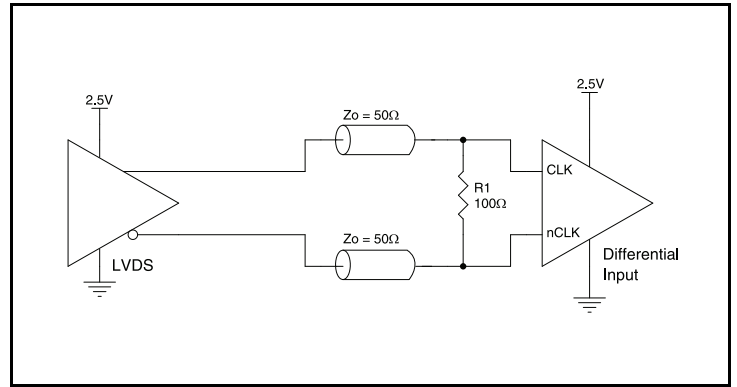 2.5V
2.5V
Zo = 50Ω
CLK
R1
100Ω
nCLK
Zo = 50Ω
LVDS
Differential
Input